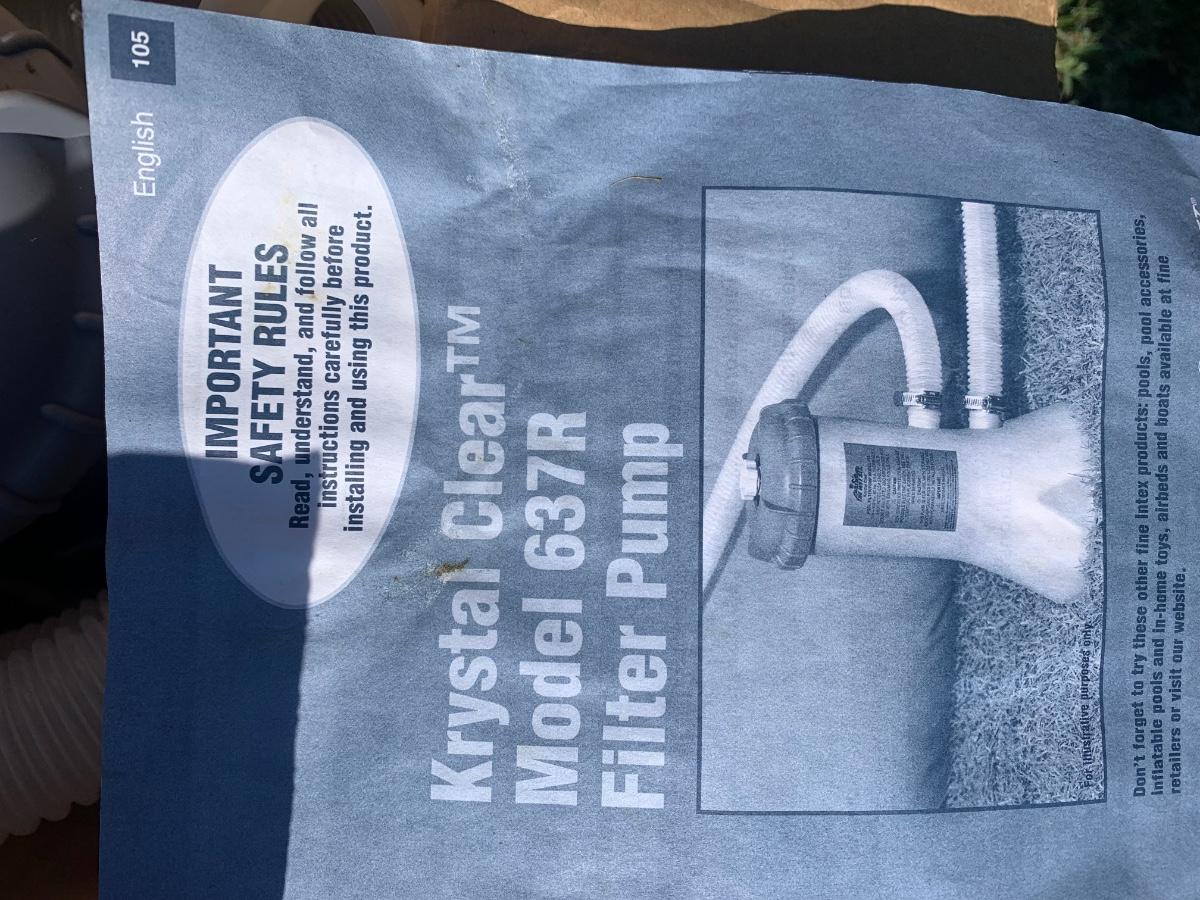 English 105
IMPORTANT
SAFETY RULES
Read, understand, and follow all
instructions carefully before
installing and using this product.
Krystal Clear™
Model 637R
Filter Pump
For illustrative purposes only.
Don't forget to try these other fine Intex products: pools, pool accessories,
inflatable pools and in-home toys, airbeds and boats available at fine
retailers or visit our website.